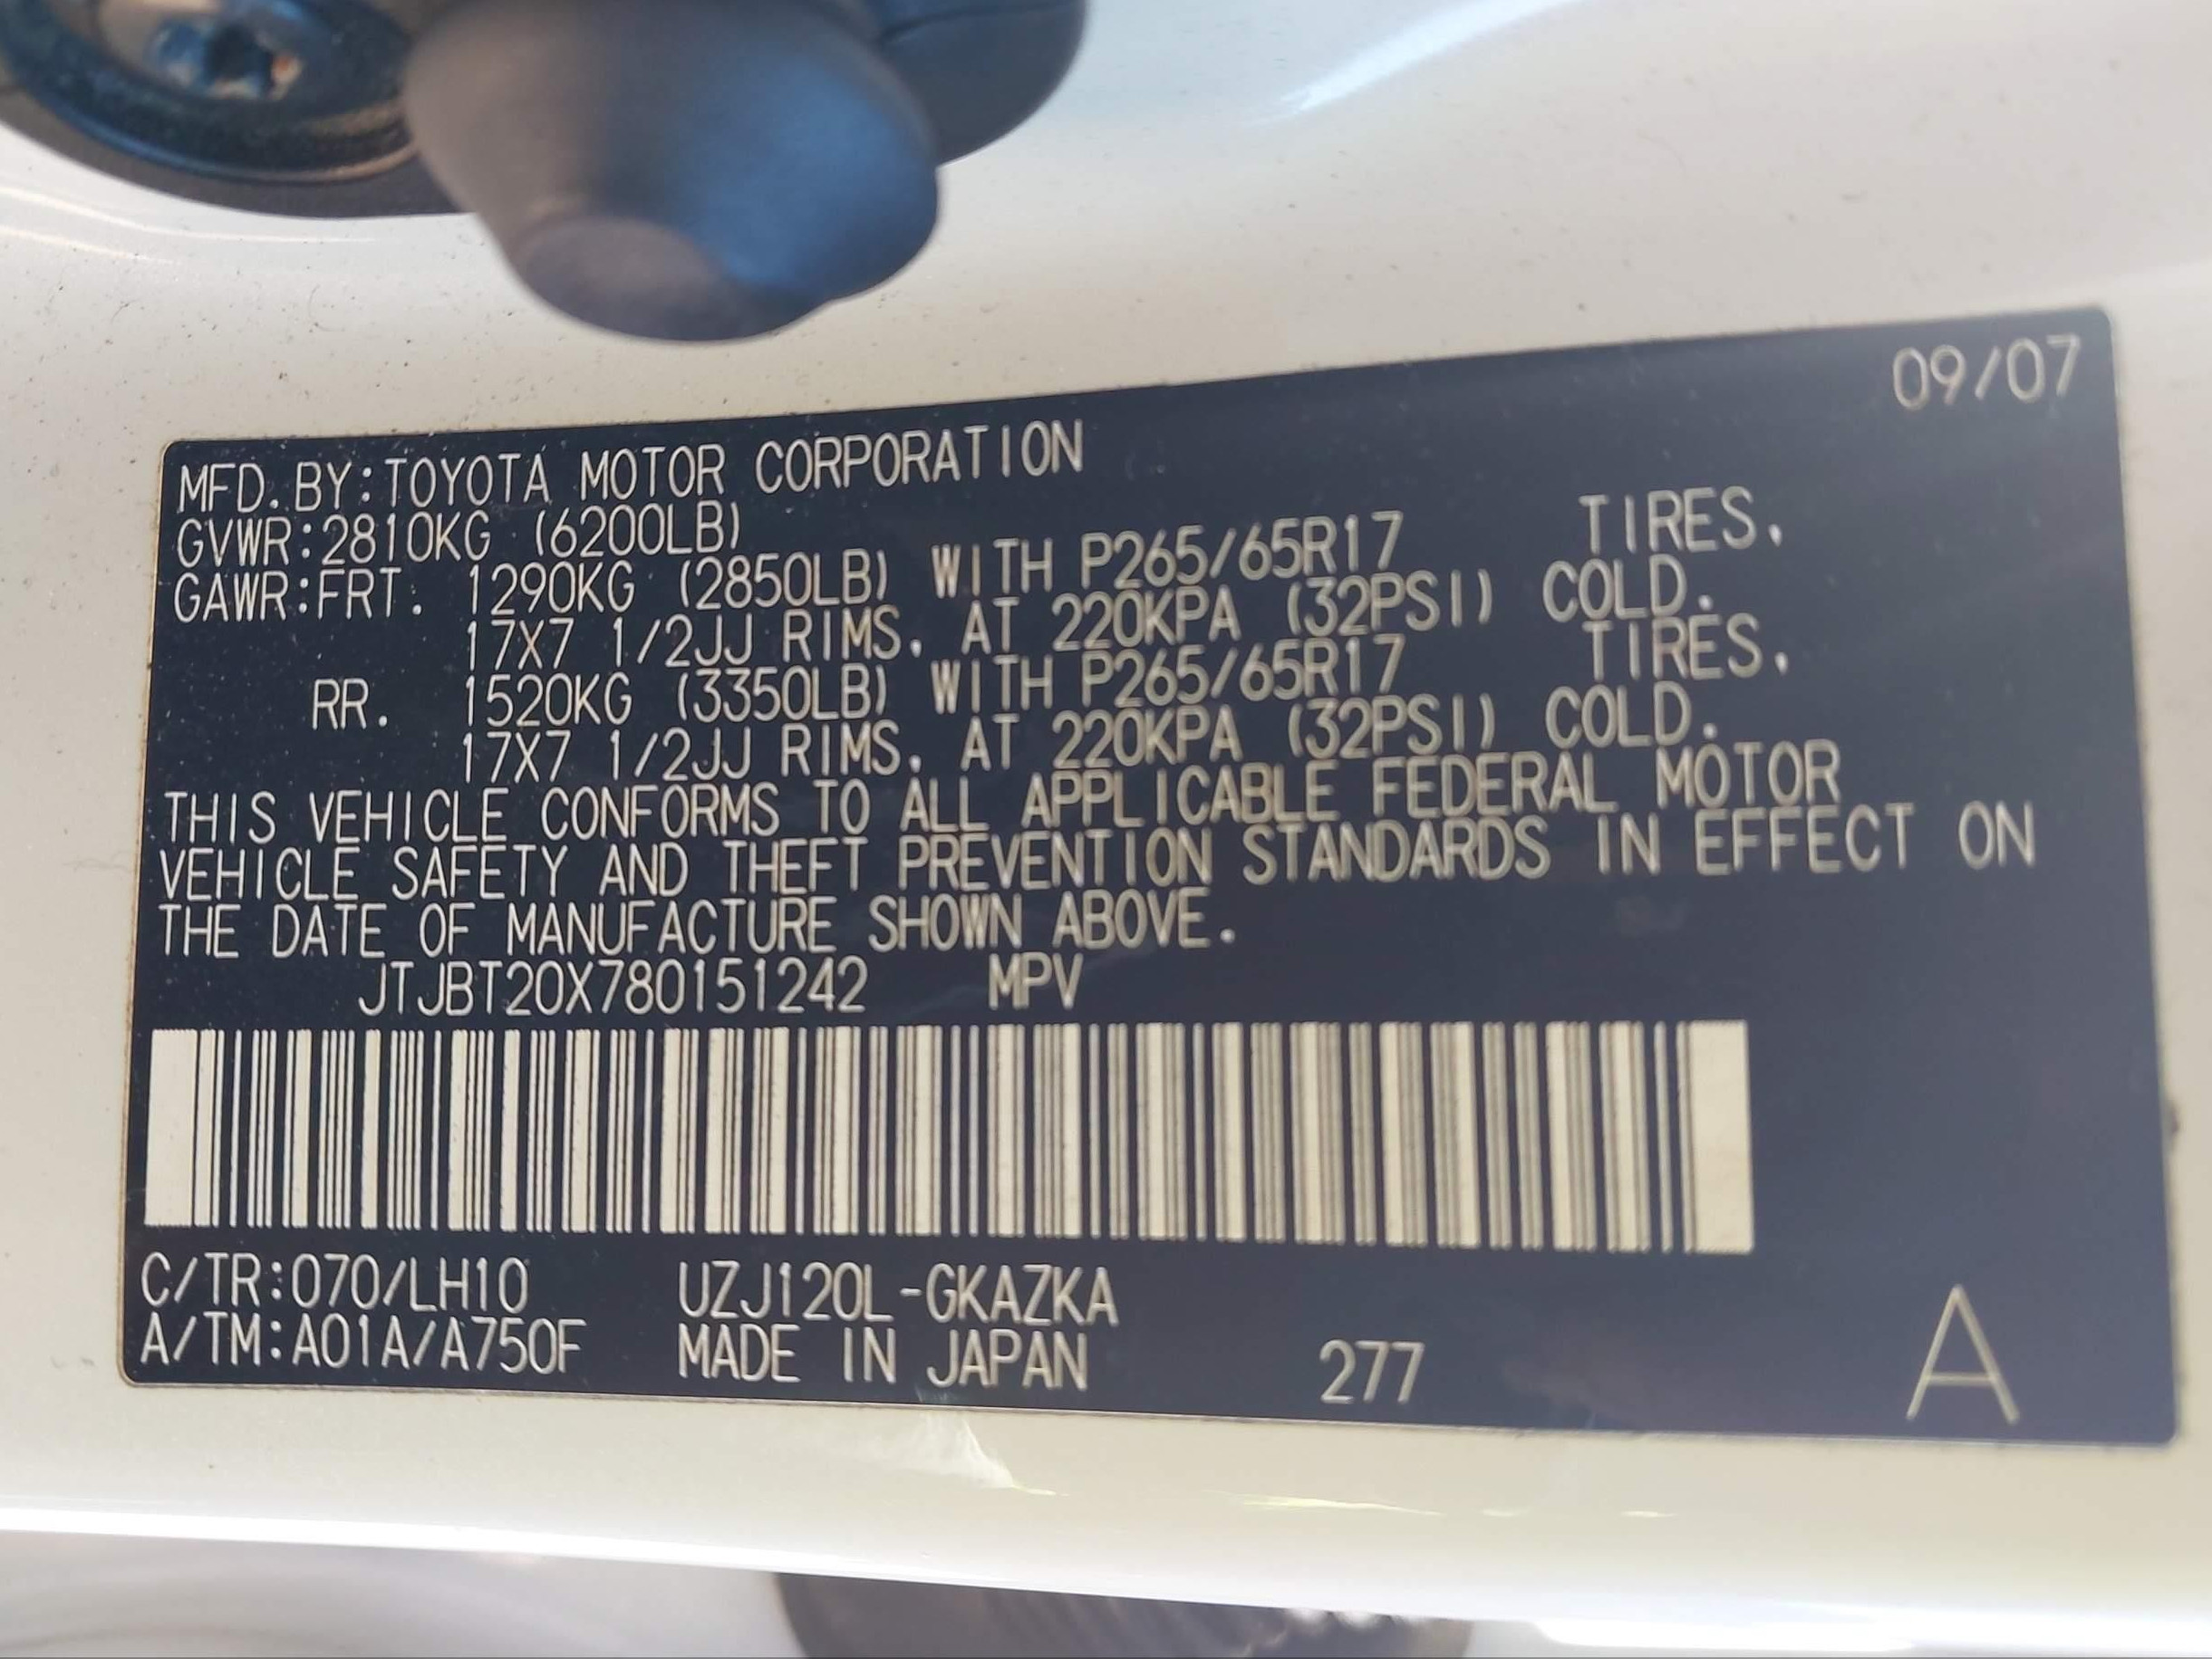 09/07
MFD.BY:TOYOTA MOTOR CORPORATION
GVWR:2810KG (6200LB)
GAWR:FRT. 1290KG (2850LB) WITH P265/65R17 TIRES,
17X7 1/2JJ RIMS, AT 220KPA (32PSI) COLD.
RR. 1520KG (3350LB) WITH P265/65R17 TIRES,
17X7 1/2JJ RIMS, AT 220KPA (32PSI) COLD.
THIS VEHICLE CONFORMS TO ALL APPLICABLE FEDERAL MOTOR
VEHICLE SAFETY AND THEFT PREVENTION STANDARDS IN EFFECT ON
THE DATE OF MANUFACTURE SHOWN ABOVE.
JTJBT20X780151242 MPV
C/TR:070/LH10 UZJ120L-GKAZKA
A/TM:A01A/A750F MADE IN JAPAN 277 A